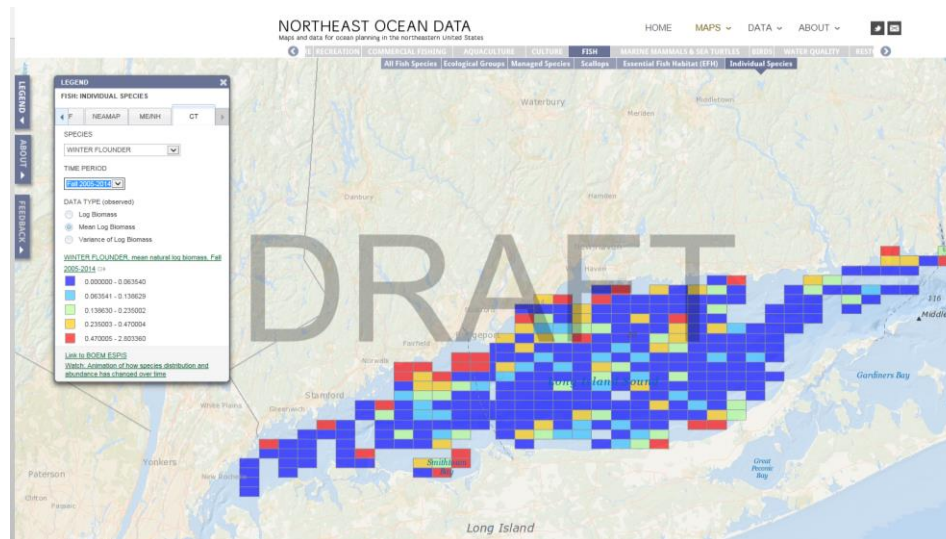 NORTHEAST OCEAN DATA
Maps and data for ocean planning in the northeastern United States
HOME MAPS DATA ABOUT
RECREATION COMMERCIAL FISHING AQUACULTURE CULTURE FISH MARINE MAMMALS & SEA TURTLES BIRDS WATER QUALITY
All Fish Species Ecological Groups Managed Species Scallops Essential Fish Habitat (EFH) Individual Species
LEGEND
ABOUT
FEEDBACK
LEGEND
FISH: INDIVIDUAL SPECIES
F NEAMAP ME/NH CT
SPECIES
WINTER FLOUNDER
TIME PERIOD
Fall 2005-2014
DATA TYPE (observed)
Log Biomass
Mean Log Biomass
Variance of Log Biomass
WINTER FLOUNDER, mean natural log biomass, Fall
2005-2014
0.000000 - 0.063540
0.063541 - 0.138629
0.138630 - 0.235002
0.235003 - 0.470004
0.470005 - 2.803360
Link to BOEM ESPIS
Watch: Animation of how species distribution and
abundance has changed over time
DRAFT
Waterbury
Meriden
Middletown
Danbury
Hamden
Haven
Fairfield
Norwalk
Stamford
Greenwich
White Plains
Yonkers
New Rochelle
Paterson
Clifton
Passaic
Long Island Sound
Smithtown
Bay
Great
Peconic
Bay
Gardiners Bay
116
Long Island